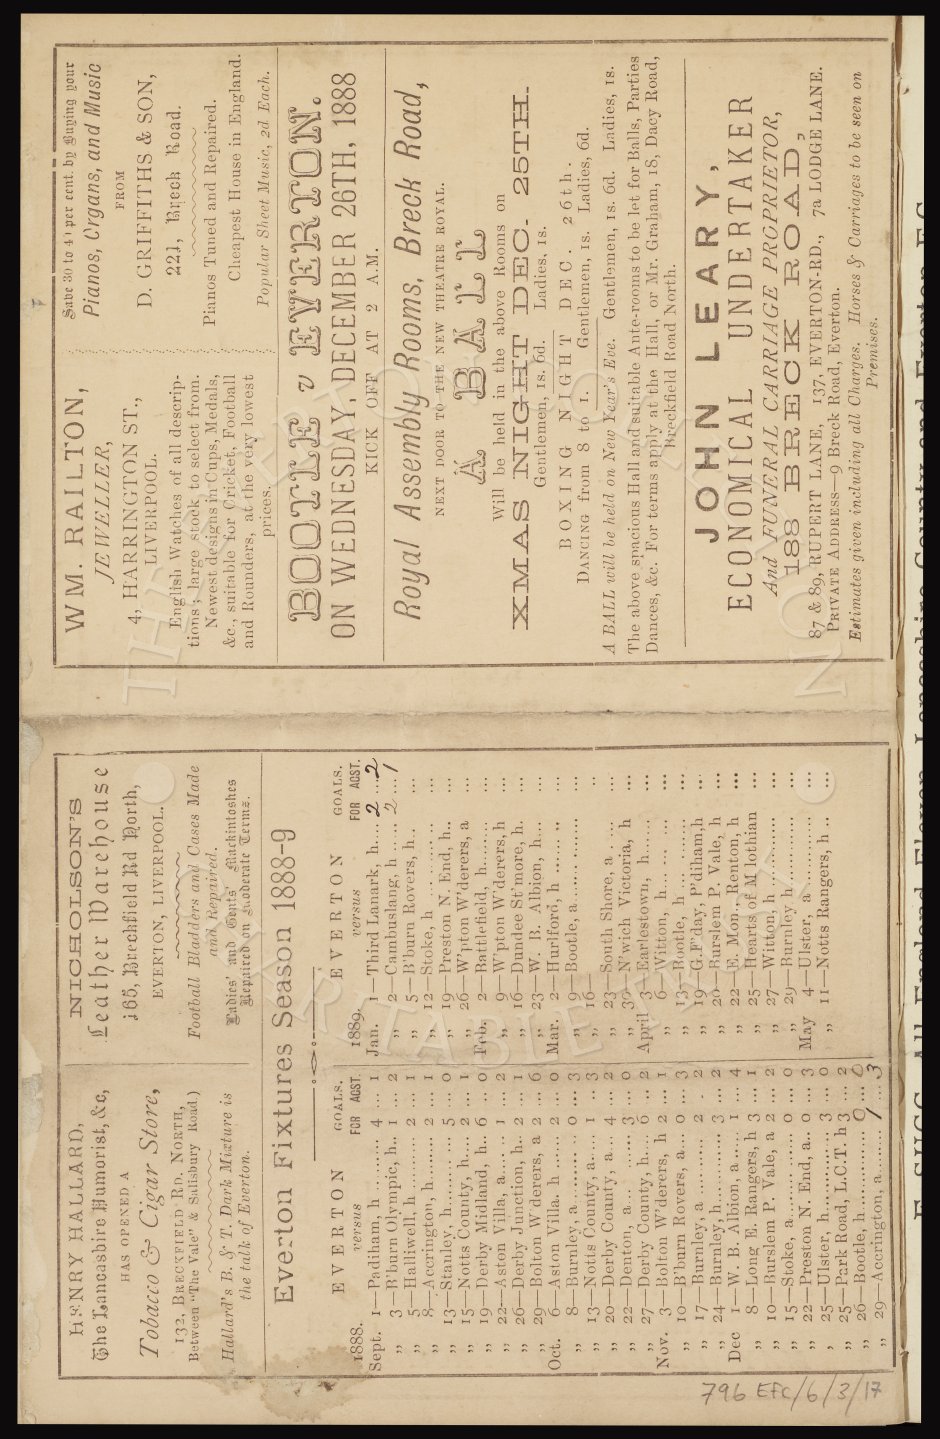 HENRY HALLARD,
The Lancashire Humorist, &c,
HAS OPENED A
Tobacco & Cigar Store,
132, BRECKFIELD RD. NORTH,
Between "The Vale" & Salisbury Road.)
Hallard's B. & T. Dark Mixture is
the talk of Everton.
NICHOLSON'S
Leather Warehouse
165, Breckfield Rd North,
EVERTON, LIVERPOOL.
Football Bladders and Cases Made
and Repaired.
Ladies' and Gents' Mackintoshes
Repaired on Moderate Terms.
Everton Fixtures Season 1888-9
EVERTON GOALS.
1888. versus FOR AGST.
Sept. 1—Padiham, h ......... 4 ... 1
„ 3—B'burn Olympic, h.. 1 ... 2
„ 5—Halliwell, h ......... 2 ... 1
„ 8—Accrington, h......... 2 ... 1
„ 13—Stanley, h............ 5 ... 0
„ 15—Notts County, h.... 2 ... 1
„ 19—Derby Midland, h.. 6 .. 0
„ 22—Aston Villa, a...... 1 ... 2
„ 26—Derby Junction, h.. 2 ... 1
„ 29—Bolton W'derers, a 2 ... 6
Oct. 6—Aston Villa. h ...... 2 ... 0
„ 8—Burnley, a............ 0 ... 3
„ 13—Notts County, a...... 1 .. 3
„ 20—Derby County, a.... 4 ... 2
„ 22—Denton, a............ 3 ... 0
„ 27—Derby County, h.... 6 ... 2
Nov. 3—Bolton W'derers, h 2 ... 1
„ 10—B'burn Rovers, a.... 0 ... 3
„ 17—Burnley, a ............ 2 .. 2
„ 24—Burnley, h............ 3 ... 2
Dec 1—W. B. Albion, a ...... 1 ... 4
„ 8—Long E. Rangers, h 3 ... 1
„ 10—Burslem P. Vale, a 2 ... 2
„ 15—Stoke, a............... 0 ... 0
„ 22—Preston N. End, a.. 0 ... 3
„ 25—Ulster, h............ 3 ... 0
„ 25—Park Road, L.C.T. h 3 ... 2
„ 26—Bootle, h............ 0 ... 0
„ 29—Accrington, a......... 1 ... 3
EVERTON GOALS.
1889. versus FOR AGST.
Jan. 1—Third Lanark, h.... 2 ... 2
„ 2—Cambuslang, h ...... 2 ... 1
„ 5—B'burn Rovers, h... ...
„ 12—Stoke, h ............ ...
„ 19—Preston N. End, h.. ...
„ 26—W'pton W'derers, a ...
Feb. 2—Battlefield, h......... ...
„ 9—W'pton W'derers, h ...
„ 16—Dundee St'more, h. ...
„ 23—W. B. Albion, h.... ...
Mar. 2—Hurlford, h ......... ...
„ 9—Bootle, a............ ...
„ 16— ..
„ 23—South Shore, a ...... ...
„ 30—N'wich Victoria, h ...
April 3—Earlestown, h...... ...
„ 6—Witton, h... ... ...
„ 13—Bootle, h ............ ...
„ 19—G.F'day, P'diham, h ...
„ 20—Burslem P. Vale, h ...
„ 22—E. Mon., Renton, h ...
„ 25—Hearts of M lothian ...
„ 27—Witton, h ............ ...
„ 29—Burnley h ............ ...
May 4—Ulster, a ............ ...
„ 11—Notts Rangers, h .. ...
WM. RAILTON,
JEWELLER,
4, HARRINGTON ST.,
LIVERPOOL.
English Watches of all descrip-
tions; large stock to select from.
Newest designs in Cups, Medals,
&c., suitable for Cricket, Football
and Rounders, at the very lowest
prices.
Save 30 to 40 per cent. by Buying your
Pianos, Organs, and Music
FROM
D. GRIFFITHS & SON,
221, Breck Road.
Pianos Tuned and Repaired.
Cheapest House in England.
Popular Sheet Music, 2d Each.
BOOTLE v EVERTON.
ON WEDNESDAY, DECEMBER 26TH, 1888
KICK OFF AT 2 A.M.
Royal Assembly Rooms, Breck Road,
NEXT DOOR TO THE NEW THEATRE ROYAL.
A BALL
Will be held in the above Rooms on
XMAS NIGHT DEC. 25TH.
Gentlemen, 1s. 6d. Ladies, 1s.
BOXING NIGHT DEC. 26th.
DANCING from 8 to 1. Gentlemen, 1s. Ladies, 6d.
A BALL will be held on New Year's Eve. Gentlemen, 1s. 6d. Ladies, 1s.
The above spacious Hall and suitable Ante-rooms to be let for Balls, Parties
Dances, &c. For terms apply at the Hall, or Mr. Graham, 18, Dacy Road,
Breckfield Road North.
JOHN LEARY,
ECONOMICAL UNDERTAKER
And FUNERAL CARRIAGE PROPRIETOR,
188 BRECK ROAD,
87 & 89, RUPERT LANE, 137, EVERTON-RD., 7a LODGE LANE.
PRIVATE ADDRESS—9 Breck Road, Everton.
Estimates given including all Charges. Horses & Carriages to be seen on
Premises.
796 EFC/6/3/17